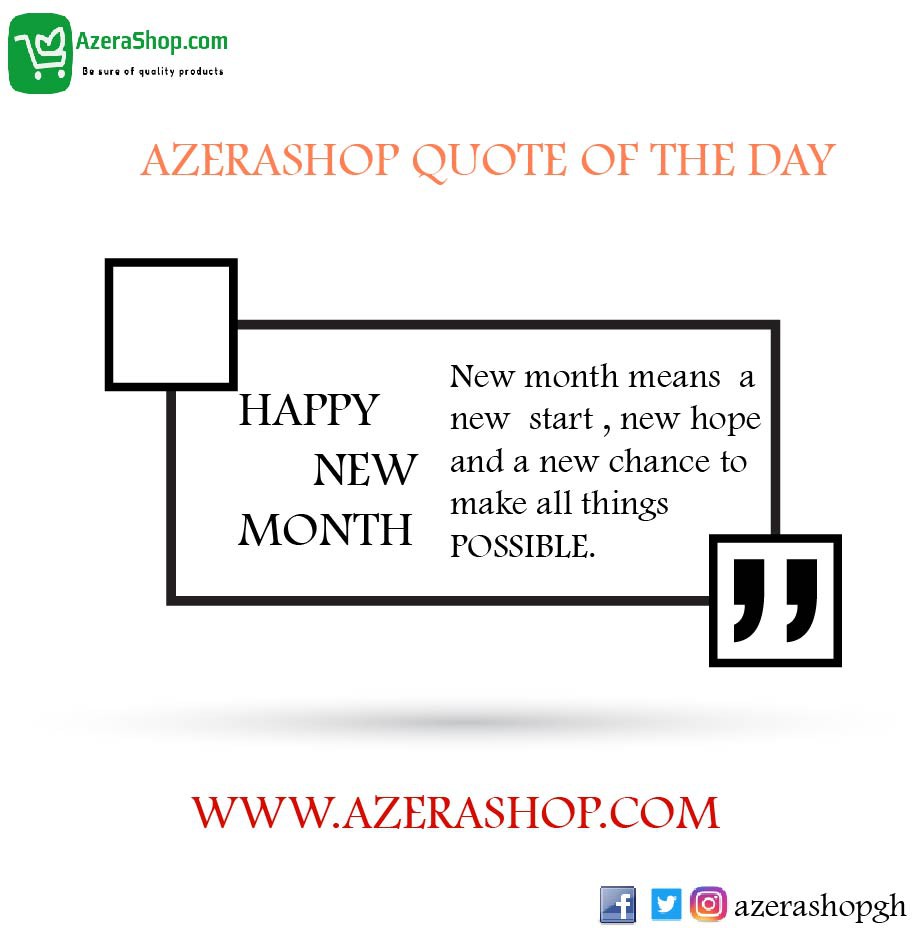 AzeraShop.com
Be sure of quality products
AZERASHOP QUOTE OF THE DAY
HAPPY
NEW
MONTH
New month means a
new start , new hope
and a new chance to
make all things
POSSIBLE.
”
WWW.AZERASHOP.COM
azerashopgh